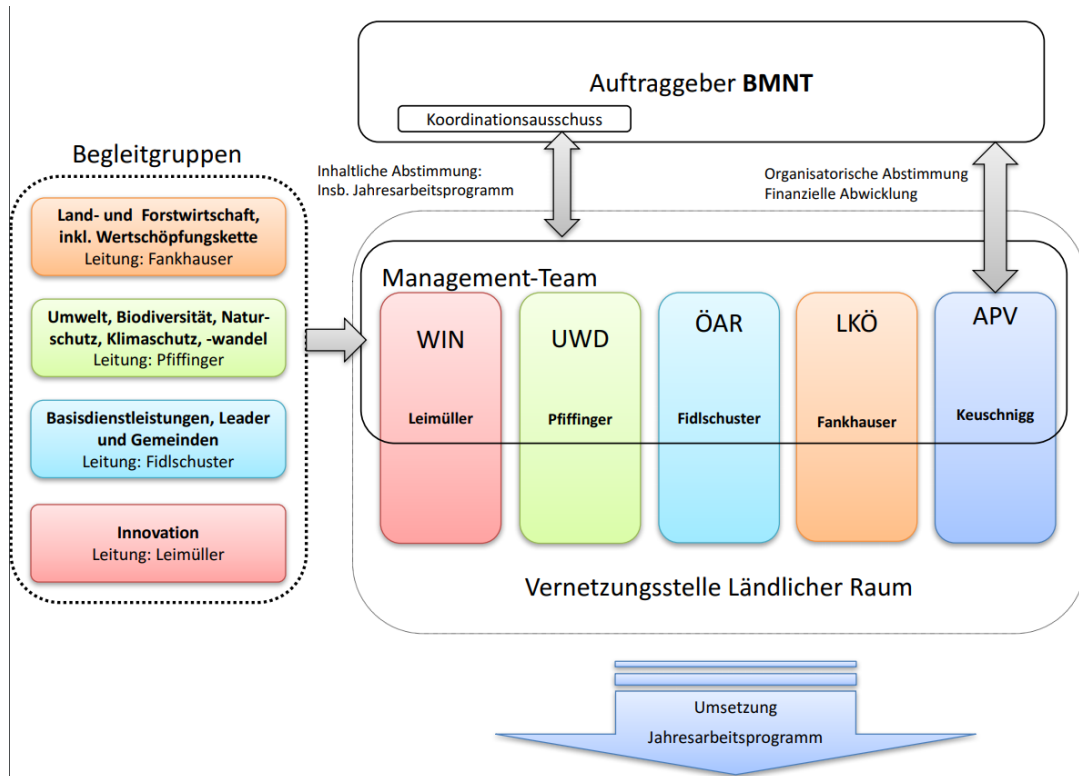 Auftraggeber BMNT
Koordinationsausschuss
Begleitgruppen
Land- und Forstwirtschaft,
inkl. Wertschöpfungskette
Leitung: Fankhauser
Umwelt, Biodiversität, Natur-
schutz, Klimaschutz, -wandel
Leitung: Pfiffinger
Basisdienstleistungen, Leader
und Gemeinden
Leitung: Fidlschuster
Innovation
Leitung: Leimüller
Inhaltliche Abstimmung:
Insb. Jahresarbeitsprogramm
Organisatorische Abstimmung
Finanzielle Abwicklung
Management-Team
WIN
Leimüller
UWD
Pfiffinger
ÖAR
Fidlschuster
LKÖ
Fankhauser
APV
Keuschnigg
Vernetzungsstelle Ländlicher Raum
Umsetzung
Jahresarbeitsprogramm